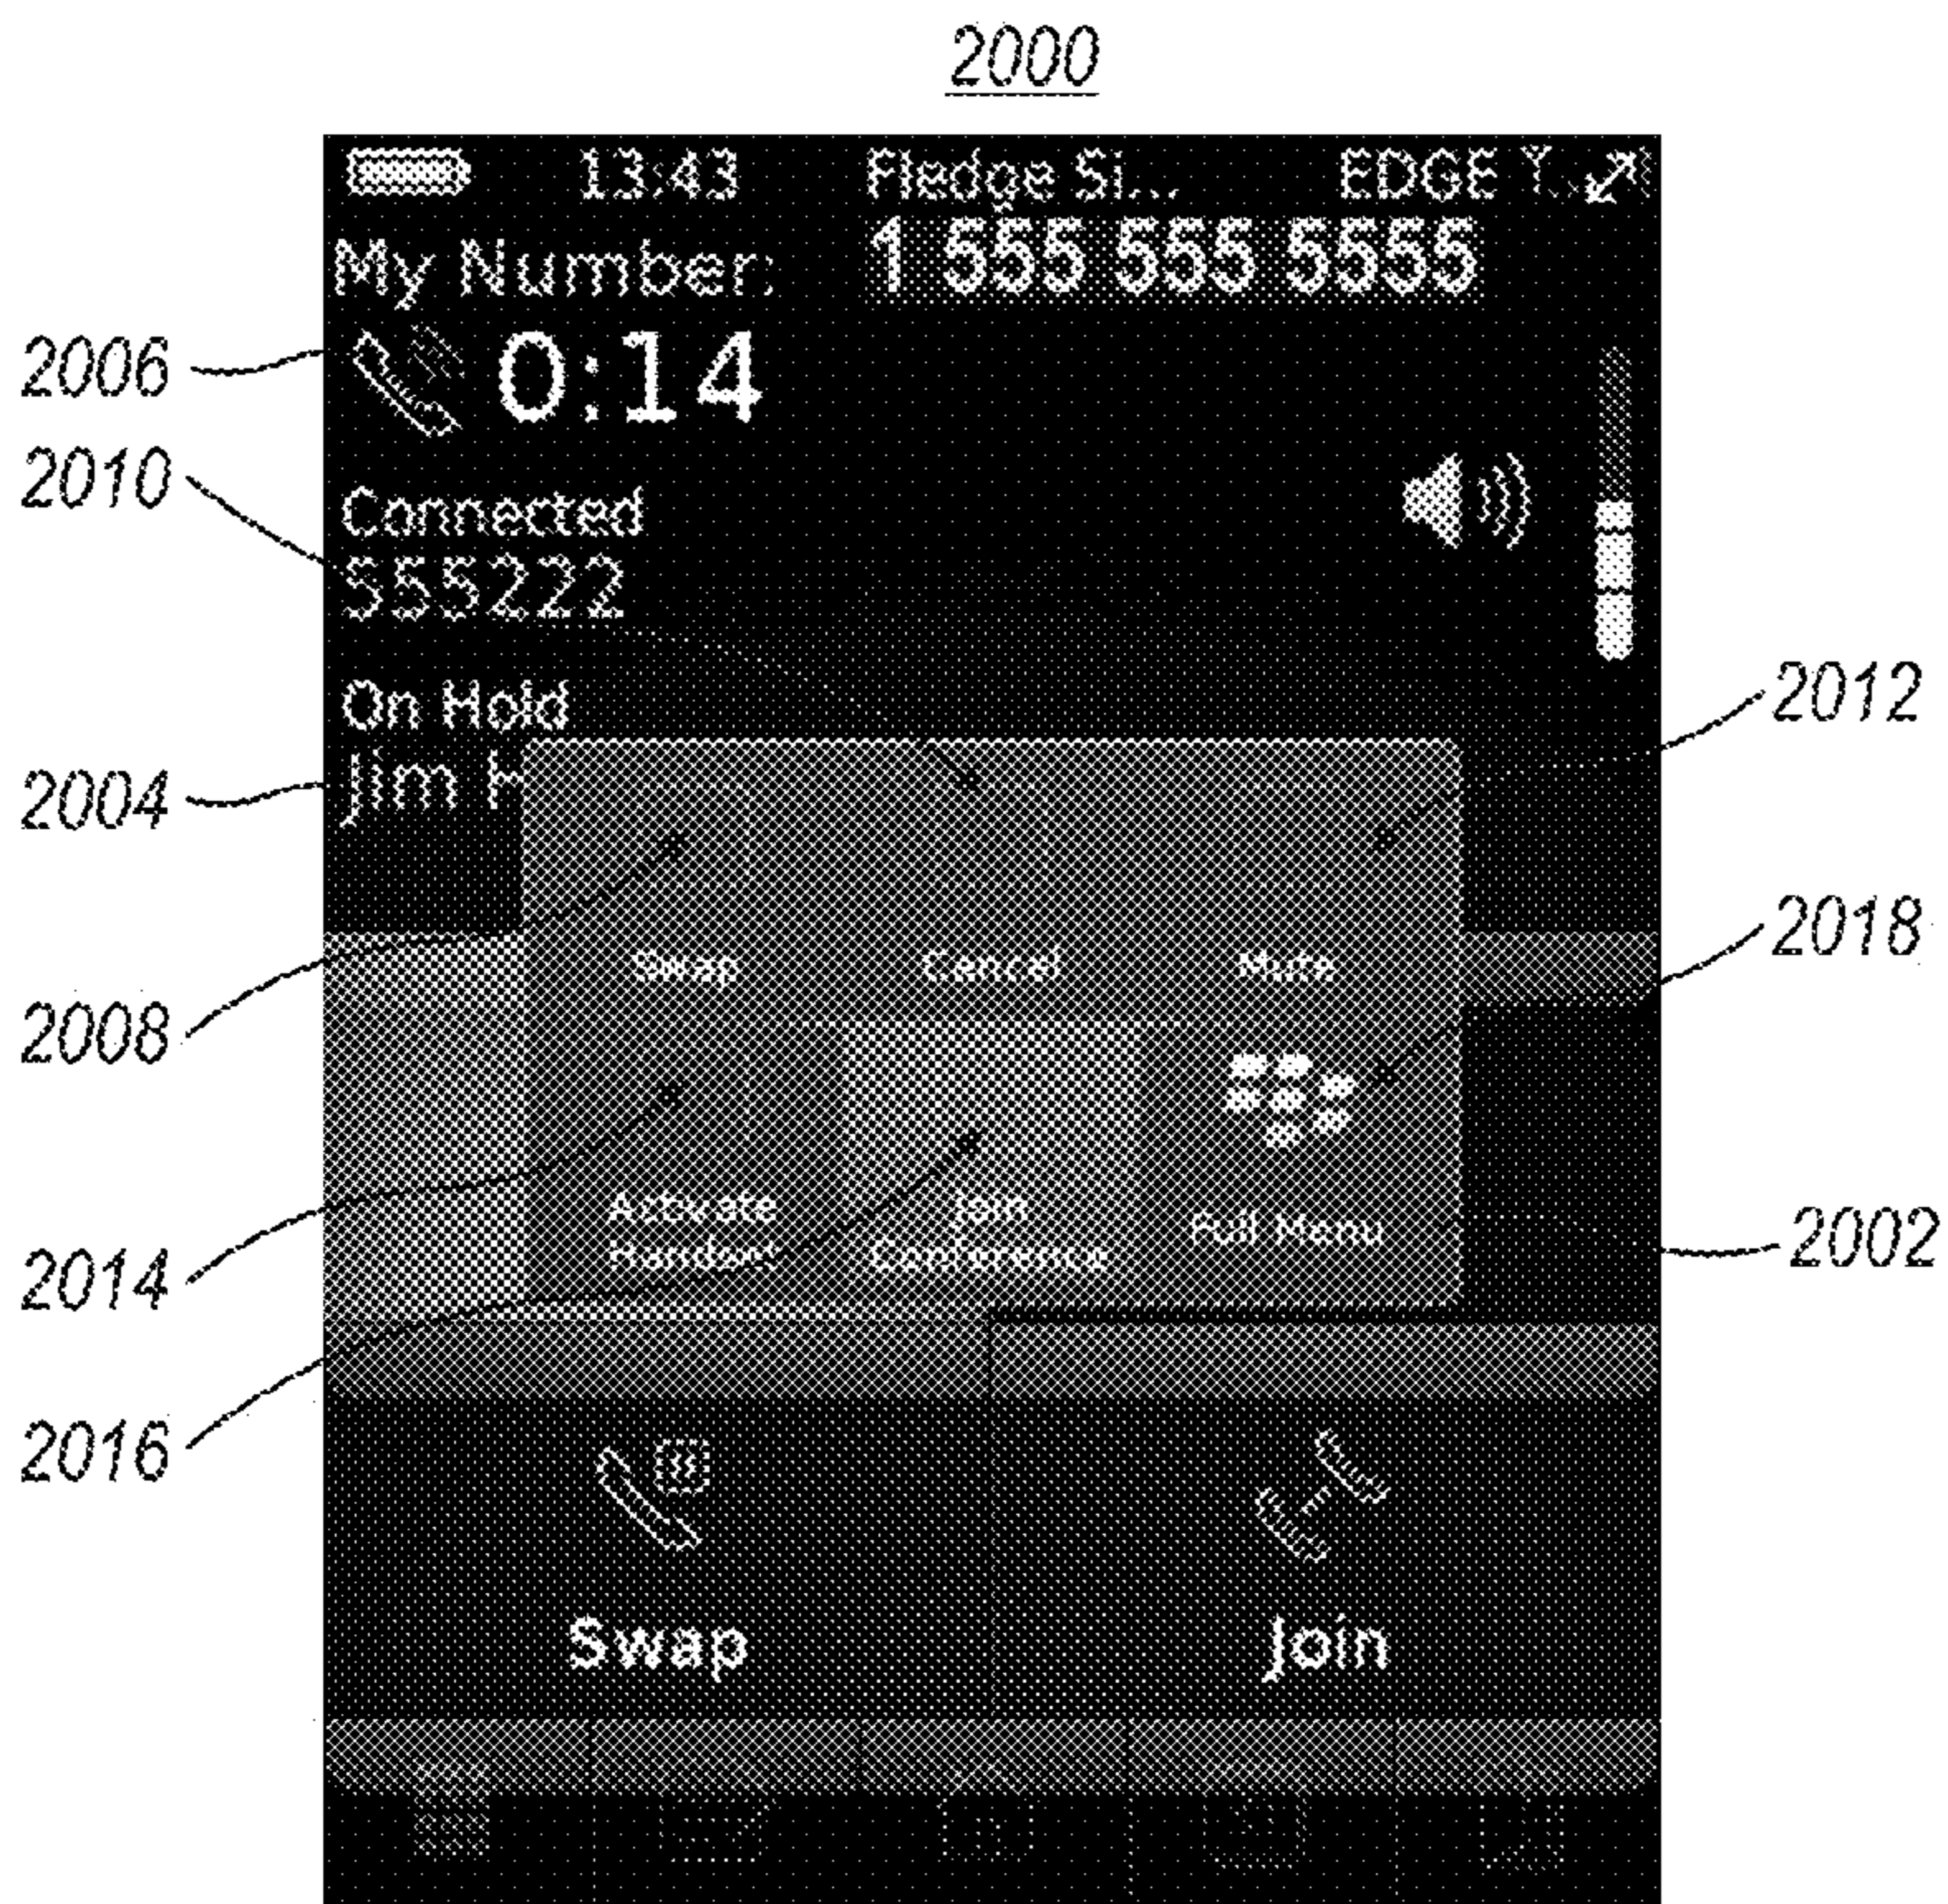 2000
13:43 Fledge Si... EDGE
My Number: 1 555 555 5555
2006 0:14
2010
Connected
555222
On Hold
2012
2004 Jim H
Swap Cancel Mute
2018
2008
Activate Handset
Join Conference
Full Menu
2002
2014
2016
Swap Join